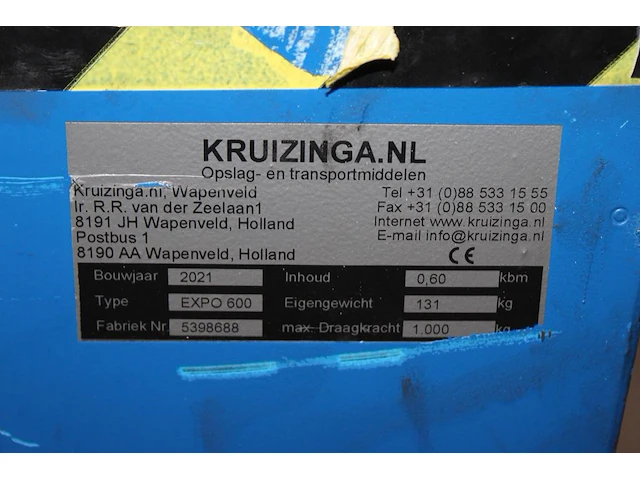 KRUIZINGA.NL
Opslag- en transportmiddelen
Kruizinga.nl, Wapenveld Tel +31 (0)88 533 15 55
Ir. R.R. van der Zeelaan1 Fax +31 (0)88 533 15 00
8191 JH Wapenveld, Holland Internet www.kruizinga.nl
Postbus 1 E-mail info@kruizinga.nl
8190 AA Wapenveld, Holland CE
Bouwjaar 2021 Inhoud 0,60 kbm
Type EXPO 600 Eigengewicht 131 kg
Fabriek Nr. 5398688 max. Draagkracht 1.000 kg